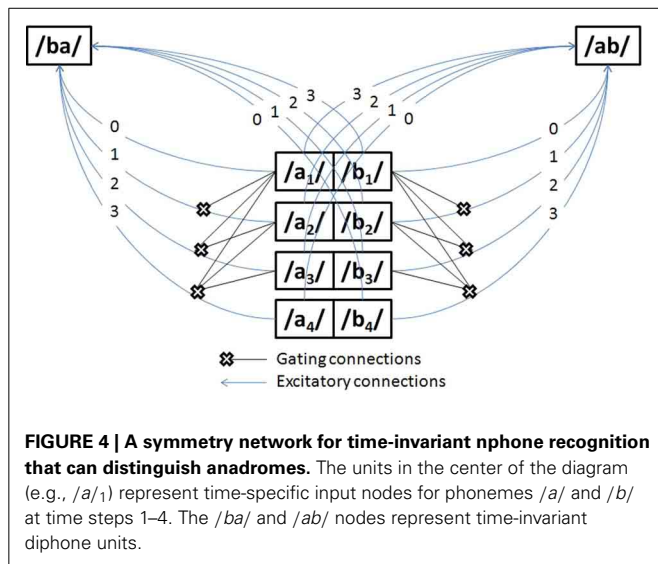 /ba/ /ab/
3 3
2 2
1 1
0 0
0 0
1 1
2 2
3 3
/a₁/ /b₁/
/a₂/ /b₂/
/a₃/ /b₃/
/a₄/ /b₄/
Gating connections
Excitatory connections
FIGURE 4 | A symmetry network for time-invariant nphone recognition
that can distinguish anadromes. The units in the center of the diagram
(e.g., /a/₁) represent time-specific input nodes for phonemes /a/ and /b/
at time steps 1–4. The /ba/ and /ab/ nodes represent time-invariant
diphone units.